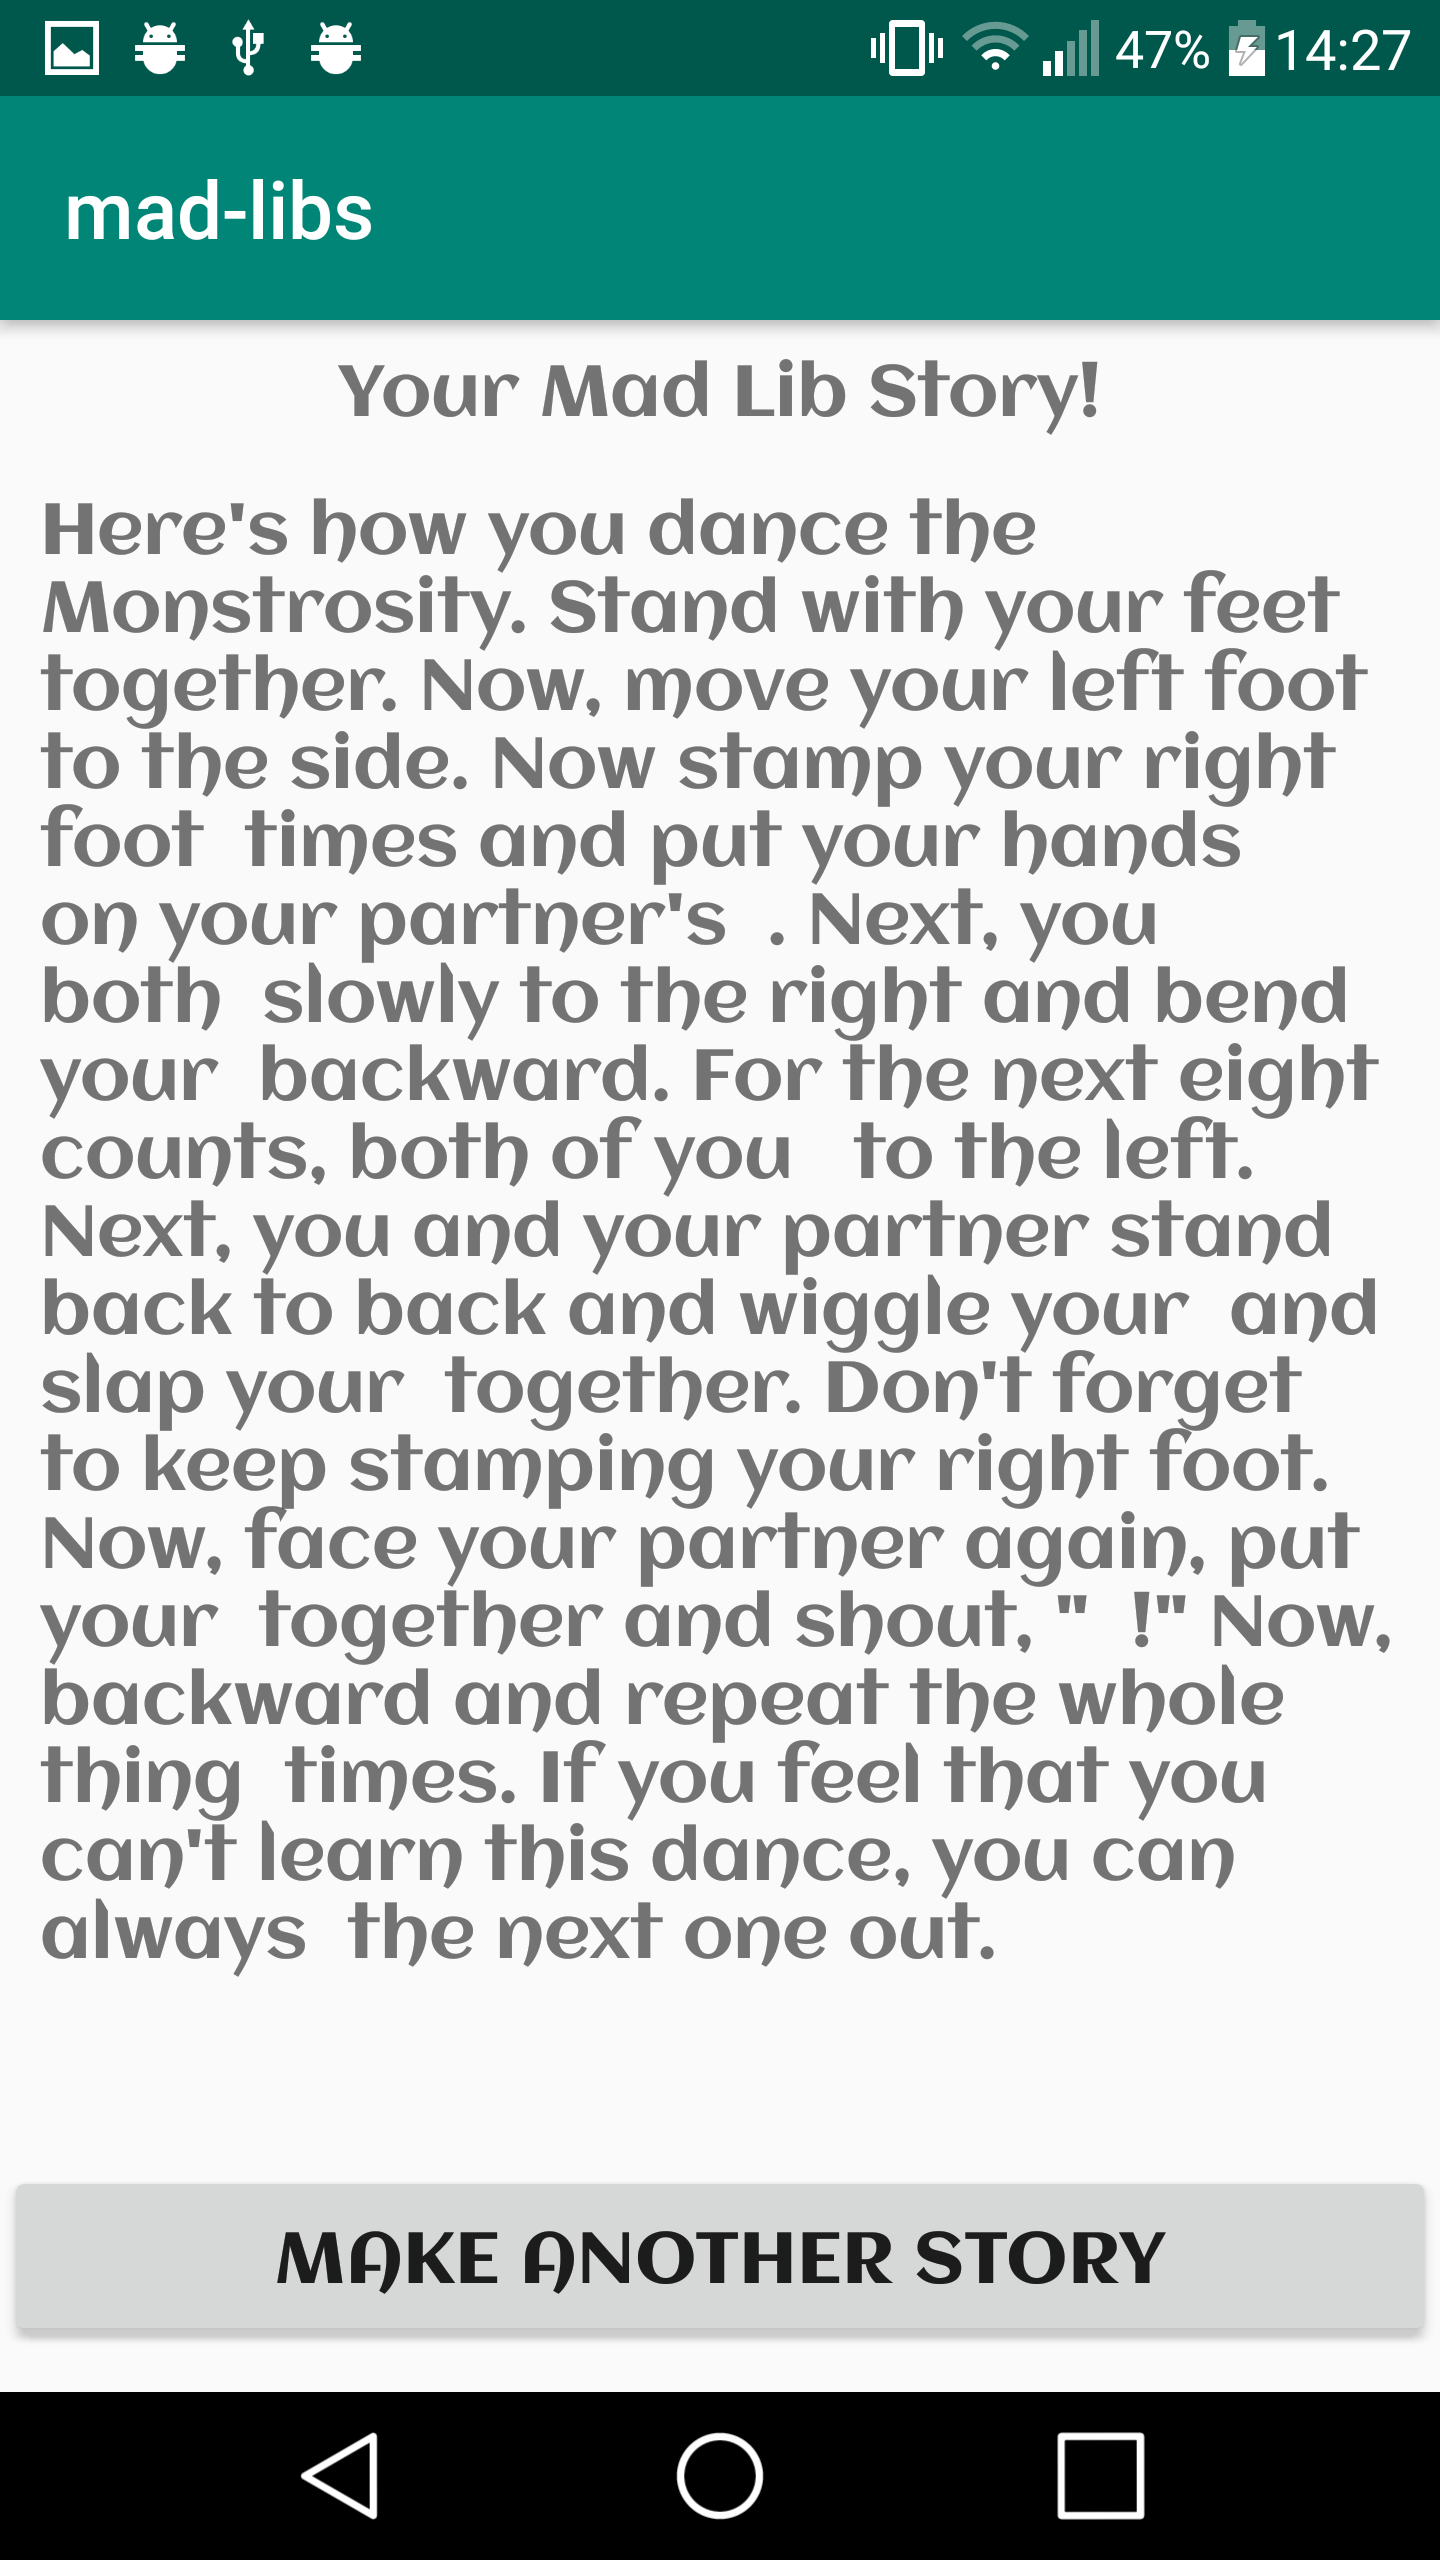 47% 14:27
mad-libs
Your Mad Lib Story!
Here's how you dance the
Monstrosity. Stand with your feet
together. Now, move your left foot
to the side. Now stamp your right
foot  times and put your hands
on your partner's  . Next, you
both  slowly to the right and bend
your  backward. For the next eight
counts, both of you   to the left.
Next, you and your partner stand
back to back and wiggle your  and
slap your  together. Don't forget
to keep stamping your right foot.
Now, face your partner again, put
your  together and shout, "  !" Now,
backward and repeat the whole
thing  times. If you feel that you
can't learn this dance, you can
always  the next one out.
MAKE ANOTHER STORY